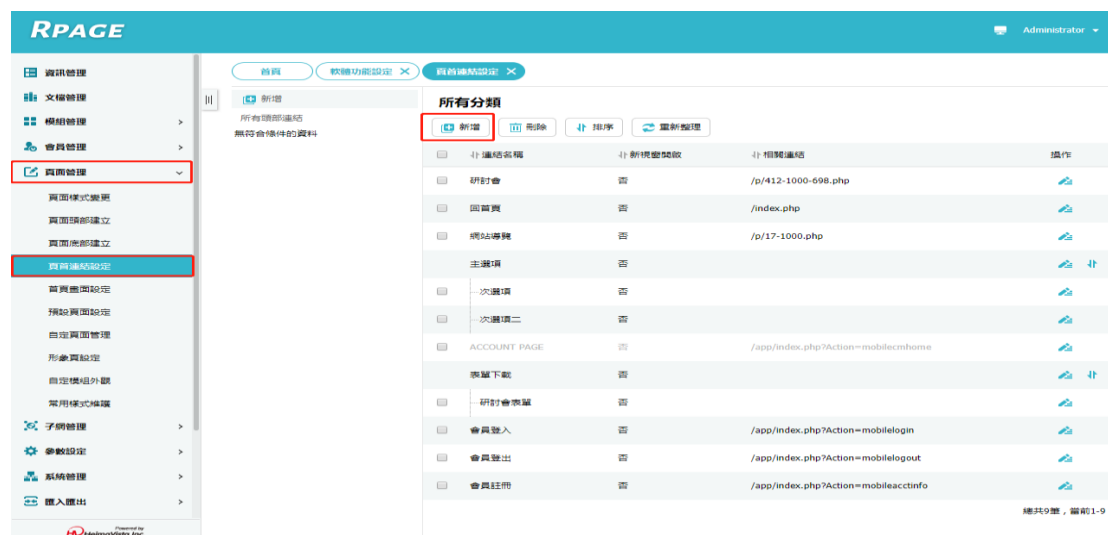 RPAGE
Administrator
資訊管理
文檔管理
模組管理
會員管理
頁面管理
頁面樣式變更
頁面頭部建立
頁面底部建立
頁首連結設定
首頁畫面設定
預設頁面設定
自定頁面管理
形象頁設定
自定模組外觀
常用樣式維護
子網管理
參數設定
系統管理
匯入匯出
Powered by
HeimaVista Inc
首頁 軟體功能設定 頁首連結設定
新增
所有頭部連結
無符合條件的資料
所有分類
新增 刪除 排序 重新整理
連結名稱 新視窗開啟 相關連結 操作
研討會 否 /p/412-1000-698.php
回首頁 否 /index.php
網站導覽 否 /p/17-1000.php
主選項 否
次選項 否
次選項二 否
ACCOUNT PAGE 否 /app/index.php?Action=mobilecmhome
表單下載 否
研討會表單 否
會員登入 否 /app/index.php?Action=mobilelogin
會員登出 否 /app/index.php?Action=mobilelogout
會員註冊 否 /app/index.php?Action=mobileacctinfo
總共9筆 , 當前1-9